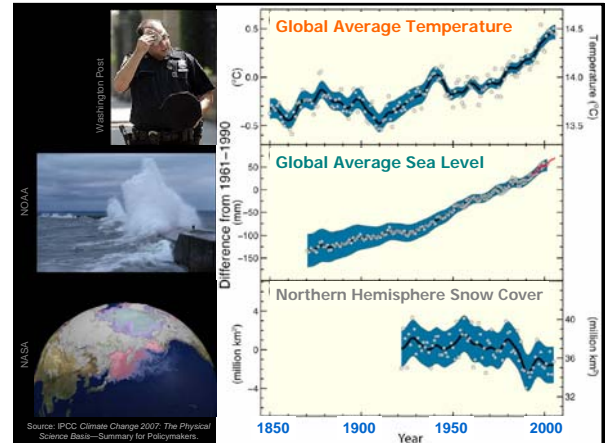 Washington Post
NOAA
NASA
Source: IPCC Climate Change 2007: The Physical
Science Basis—Summary for Policymakers.
Global Average Temperature
0.5
0.0
−0.5
(°C)
14.5
14.0
13.5
Temperature (°C)
Global Average Sea Level
50
0
−50
−100
−150
(mm)
Difference from 1961–1990
Northern Hemisphere Snow Cover
4
0
−4
(million km²)
40
36
32
(million km²)
1850
1900
1950
2000
Year